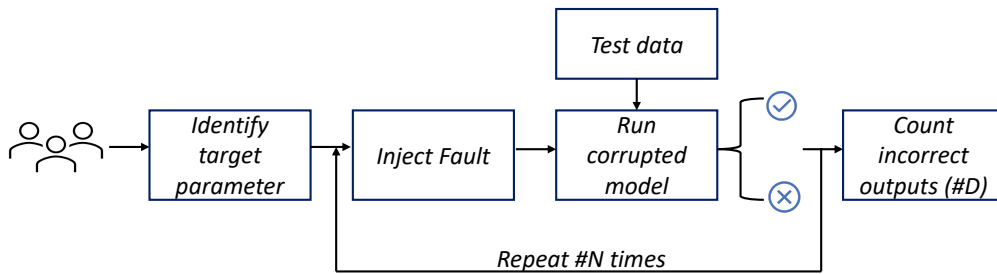 Test data
Identify
target
parameter
Inject Fault
Run
corrupted
model
Count
incorrect
outputs (#D)
Repeat #N times